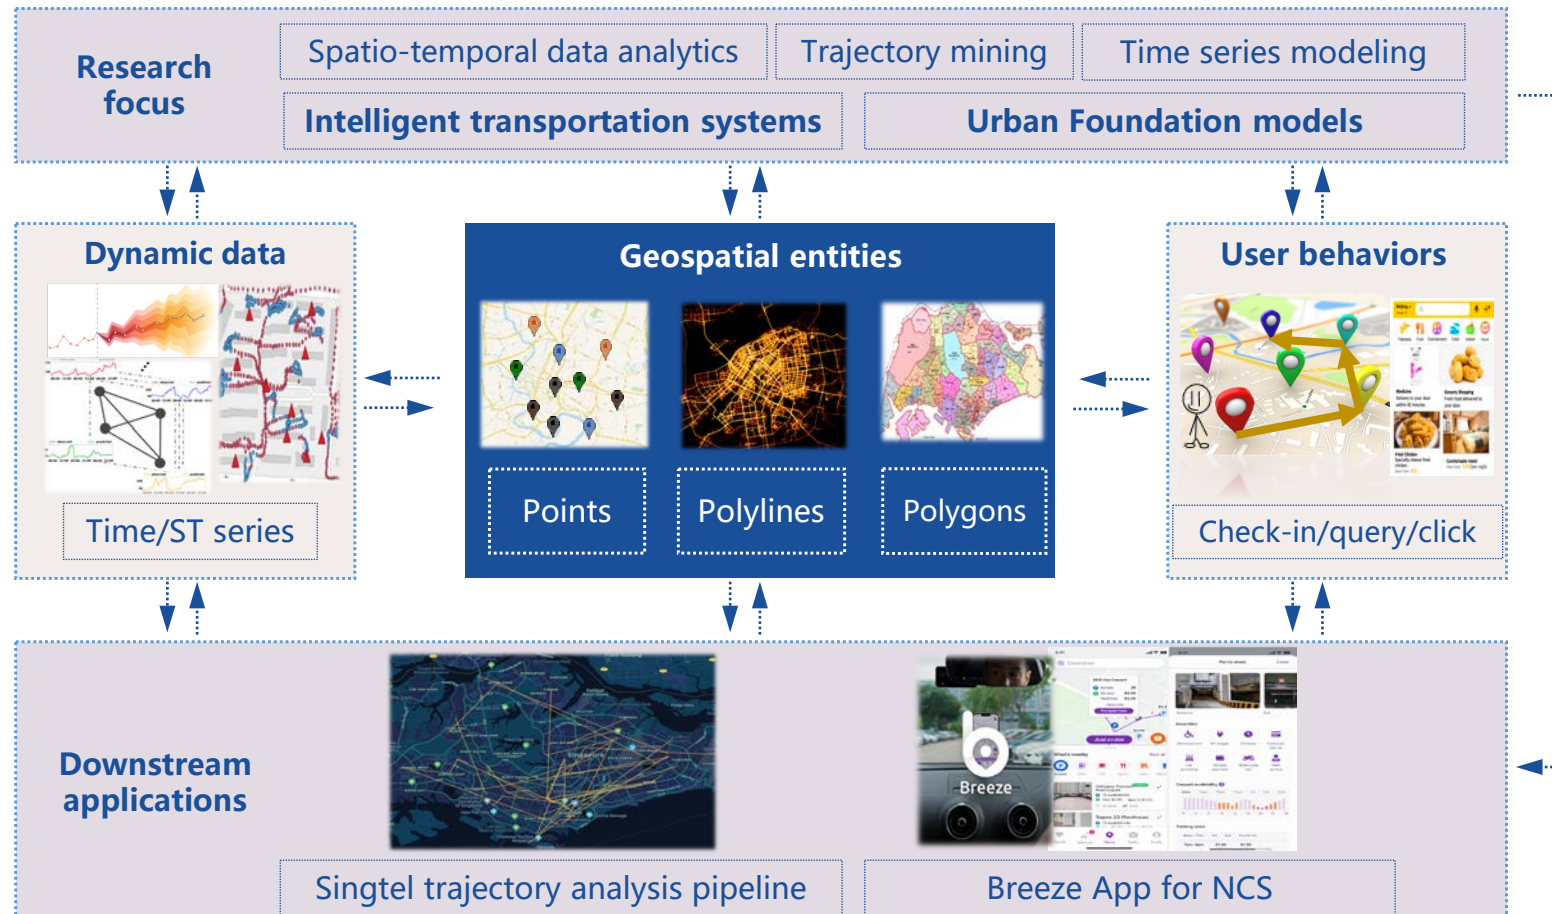 Research
focus
Spatio-temporal data analytics
Trajectory mining
Time series modeling
Intelligent transportation systems
Urban Foundation models
Dynamic data
Time/ST series
Geospatial entities
Points
Polylines
Polygons
User behaviors
Check-in/query/click
Downstream
applications
Breeze
Singtel trajectory analysis pipeline
Breeze App for NCS